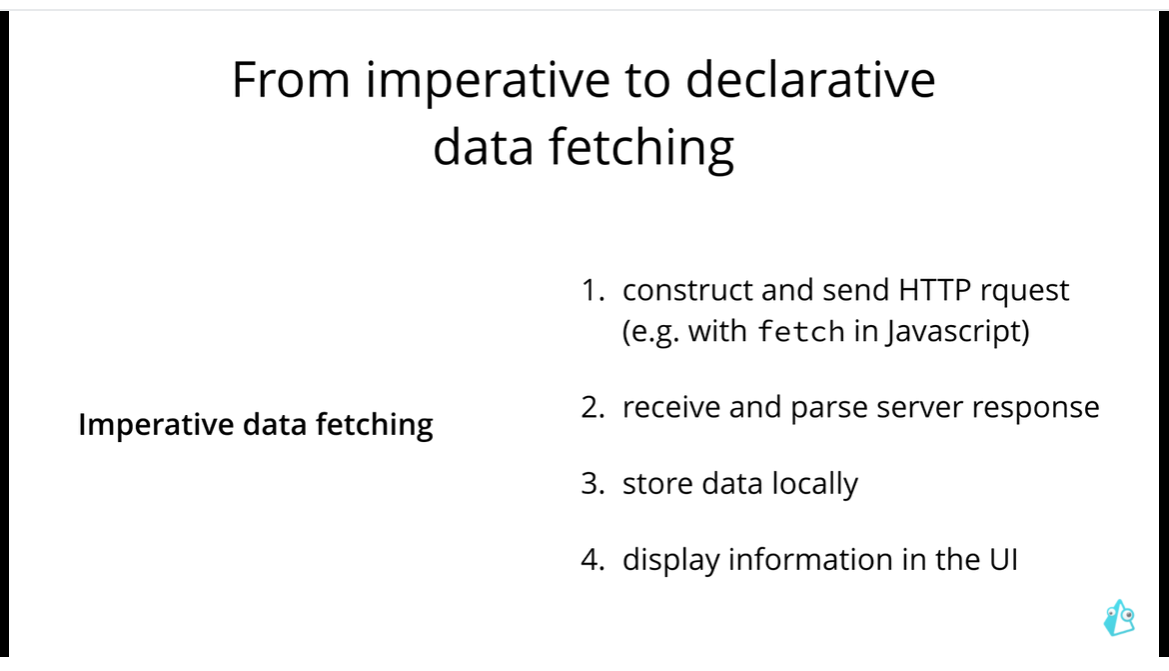 From imperative to declarative
data fetching
Imperative data fetching
1. construct and send HTTP rquest
(e.g. with fetch in Javascript)
2. receive and parse server response
3. store data locally
4. display information in the UI